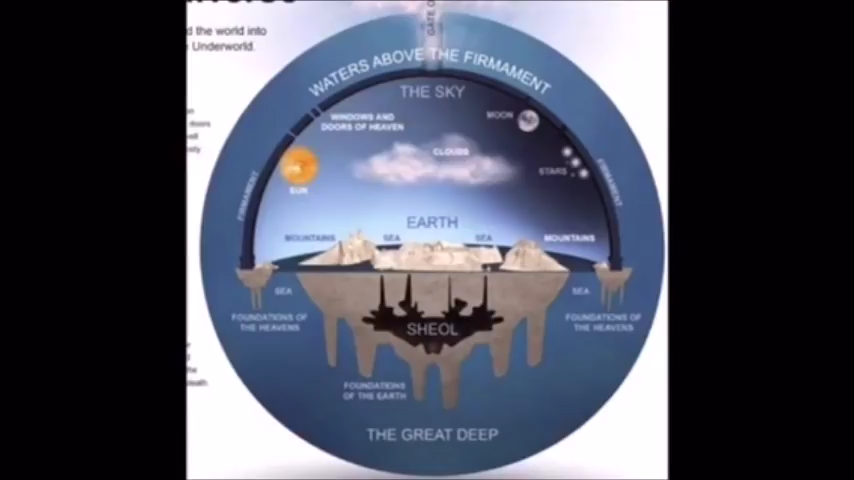 d the world into
Underworld.
GATE O
WATERS ABOVE THE FIRMAMENT
THE SKY
WINDOWS AND
DOORS OF HEAVEN
MOON
CLOUDS
STARS
SUN
FIRMAMENT
FIRMAMENT
EARTH
MOUNTAINS
SEA
SEA
MOUNTAINS
SEA
SEA
FOUNDATIONS OF
THE HEAVENS
FOUNDATIONS OF
THE HEAVENS
SHEOL
FOUNDATIONS
OF THE EARTH
THE GREAT DEEP